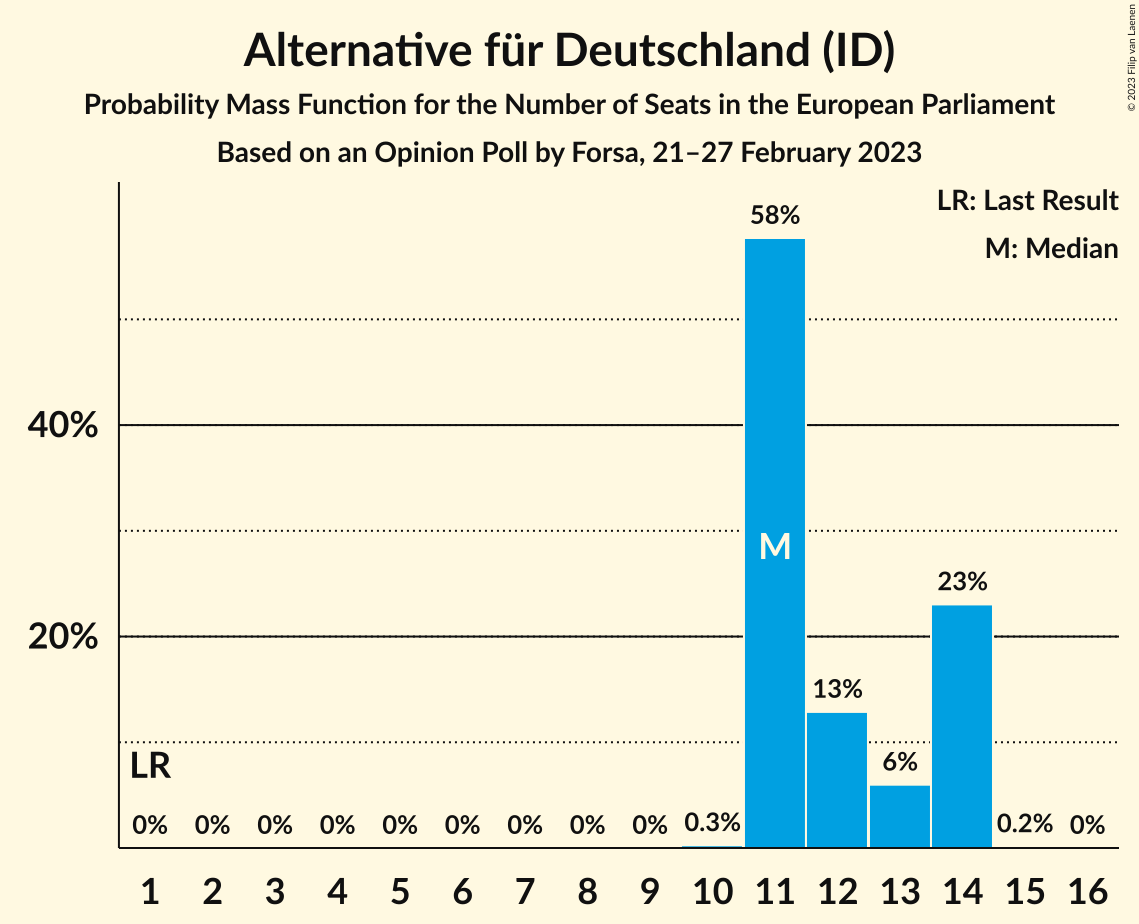 Alternative für Deutschland (ID)
Probability Mass Function for the Number of Seats in the European Parliament
Based on an Opinion Poll by Forsa, 21–27 February 2023
© 2023 Filip van Laenen
LR: Last Result
M: Median
58%
40%
M
23%
20%
13%
LR
6%
0% 0% 0% 0% 0% 0% 0% 0% 0% 0.3% 0.2% 0%
1 2 3 4 5 6 7 8 9 10 11 12 13 14 15 16